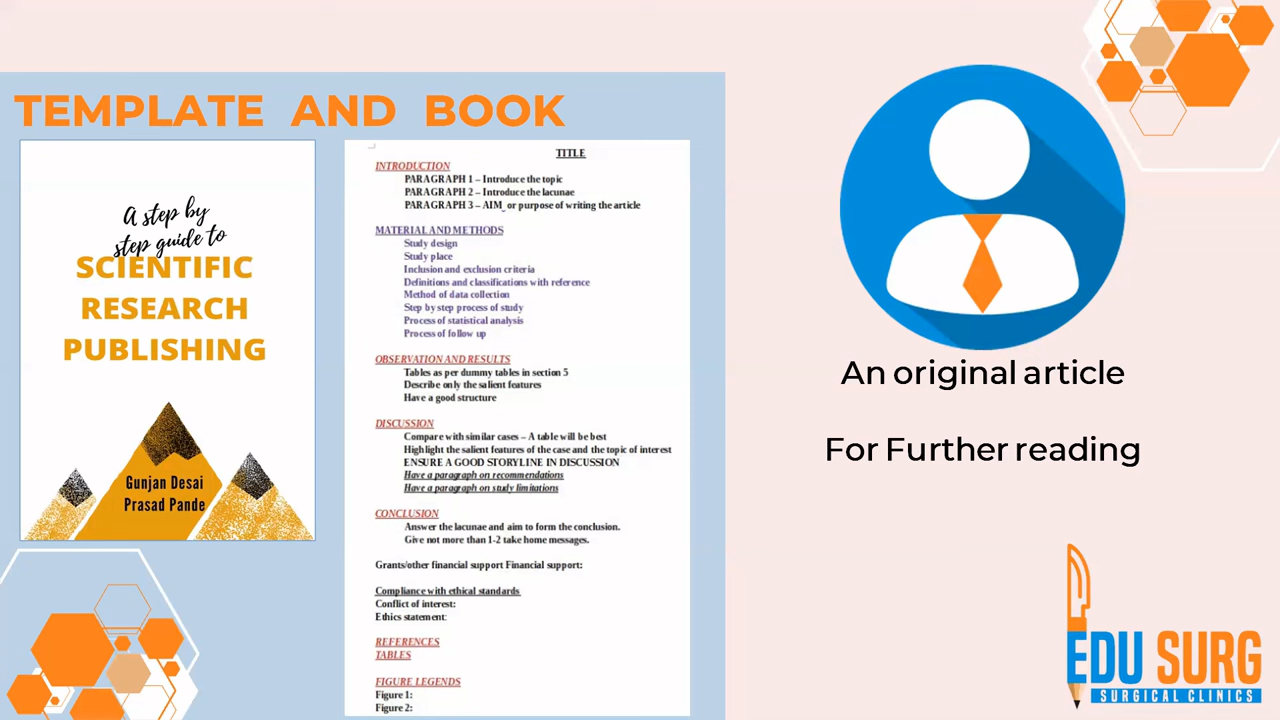 TEMPLATE AND BOOK
A step by
step guide to
SCIENTIFIC
RESEARCH
PUBLISHING
Gunjan Desai
Prasad Pande
TITLE
INTRODUCTION
PARAGRAPH 1 – Introduce the topic
PARAGRAPH 2 – Introduce the lacunae
PARAGRAPH 3 – AIM or purpose of writing the article
MATERIAL AND METHODS
Study design
Study place
Inclusion and exclusion criteria
Definitions and classifications with reference
Method of data collection
Step by step process of study
Process of statistical analysis
Process of follow up
OBSERVATION AND RESULTS
Tables as per dummy tables in section 5
Describe only the salient features
Have a good structure
DISCUSSION
Compare with similar cases – A table will be best
Highlight the salient features of the case and the topic of interest
ENSURE A GOOD STORYLINE IN DISCUSSION
Have a paragraph on recommendations
Have a paragraph on study limitations
CONCLUSION
Answer the lacunae and aim to form the conclusion.
Give not more than 1-2 take home messages.
Grants/other financial support Financial support:
Compliance with ethical standards
Conflict of interest:
Ethics statement:
REFERENCES
TABLES
FIGURE LEGENDS
Figure 1:
Figure 2:
An original article
For Further reading
EDU SURG
SURGICAL CLINICS